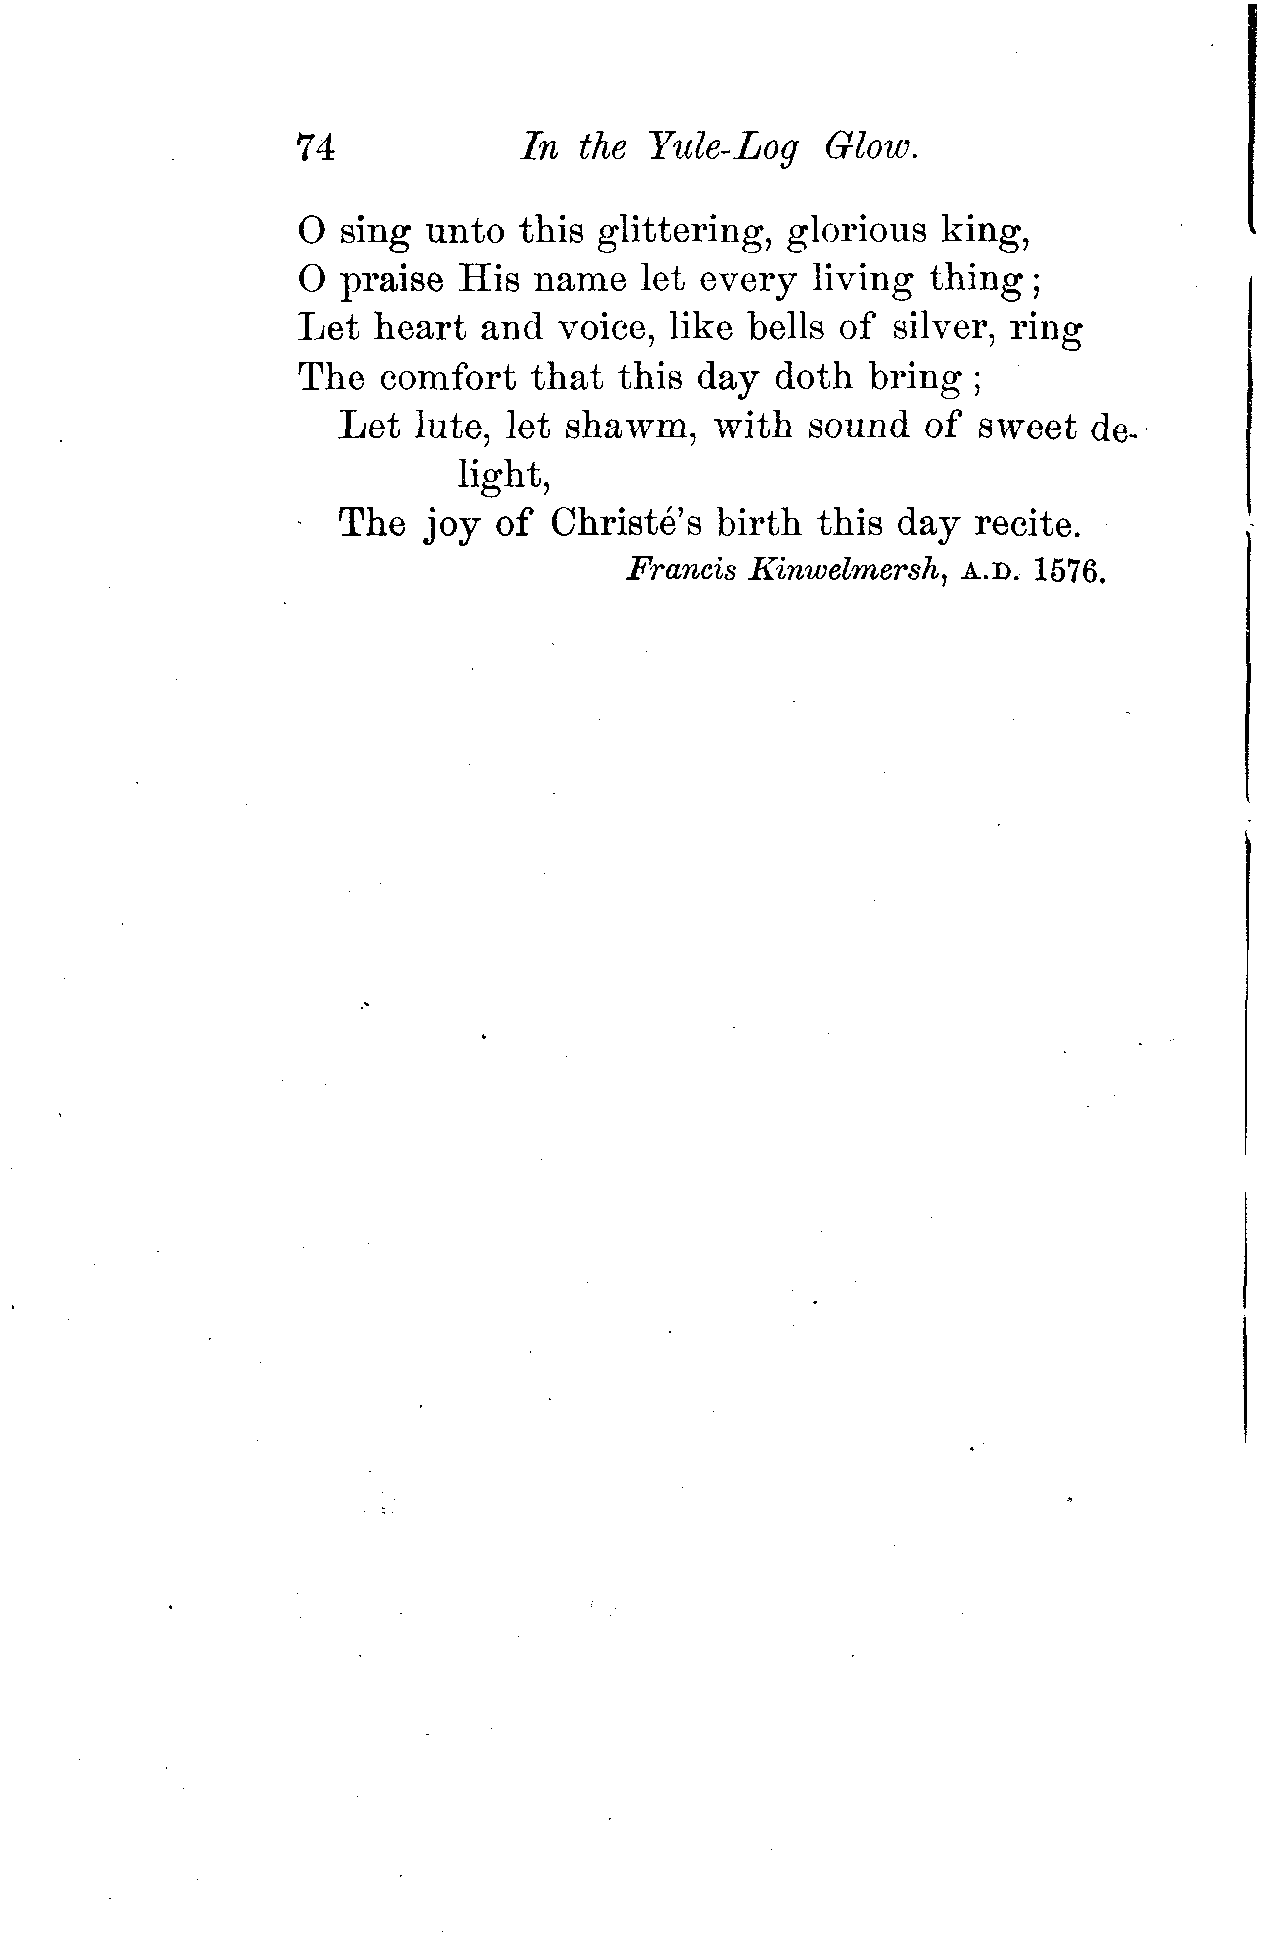 74 In the Yule-Log Glow.
O sing unto this glittering, glorious king,
O praise His name let every living thing;
Let heart and voice, like bells of silver, ring
The comfort that this day doth bring;
Let lute, let shawm, with sound of sweet de-
light,
The joy of Christé's birth this day recite.
Francis Kinwelmersh, A.D. 1576.